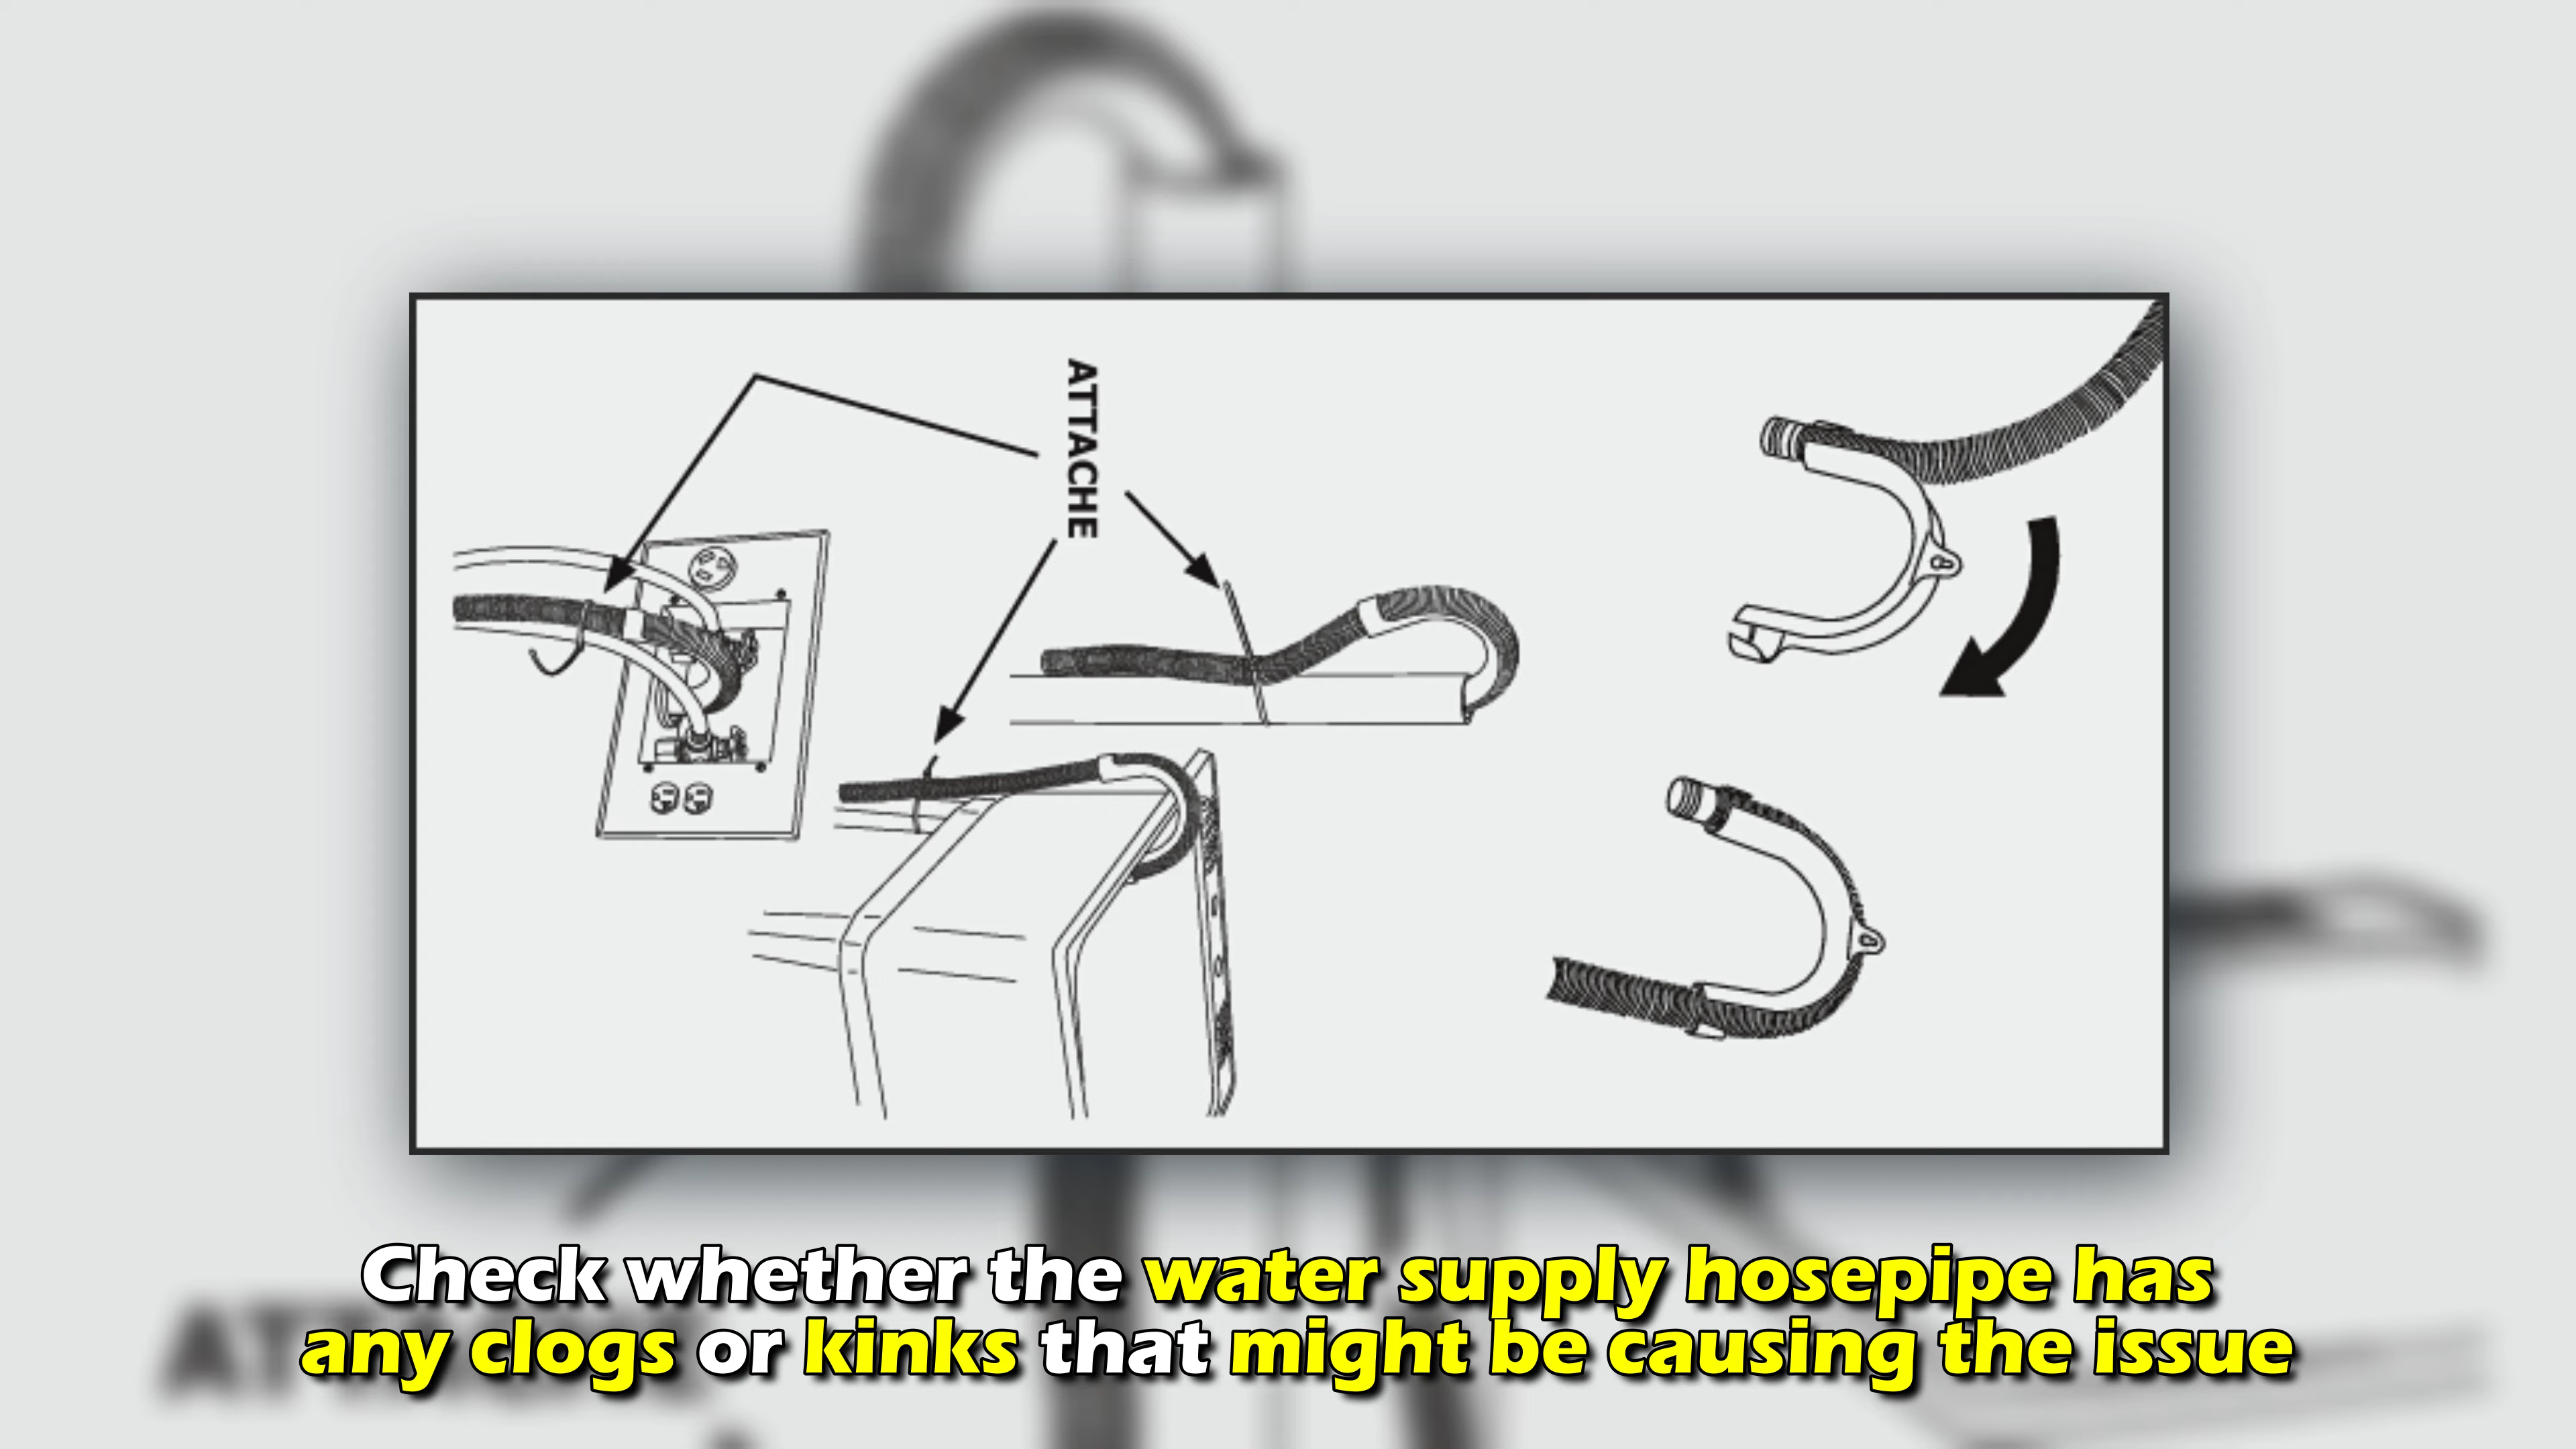 ATTACHE
Check whether the water supply hosepipe has
any clogs or kinks that might be causing the issue